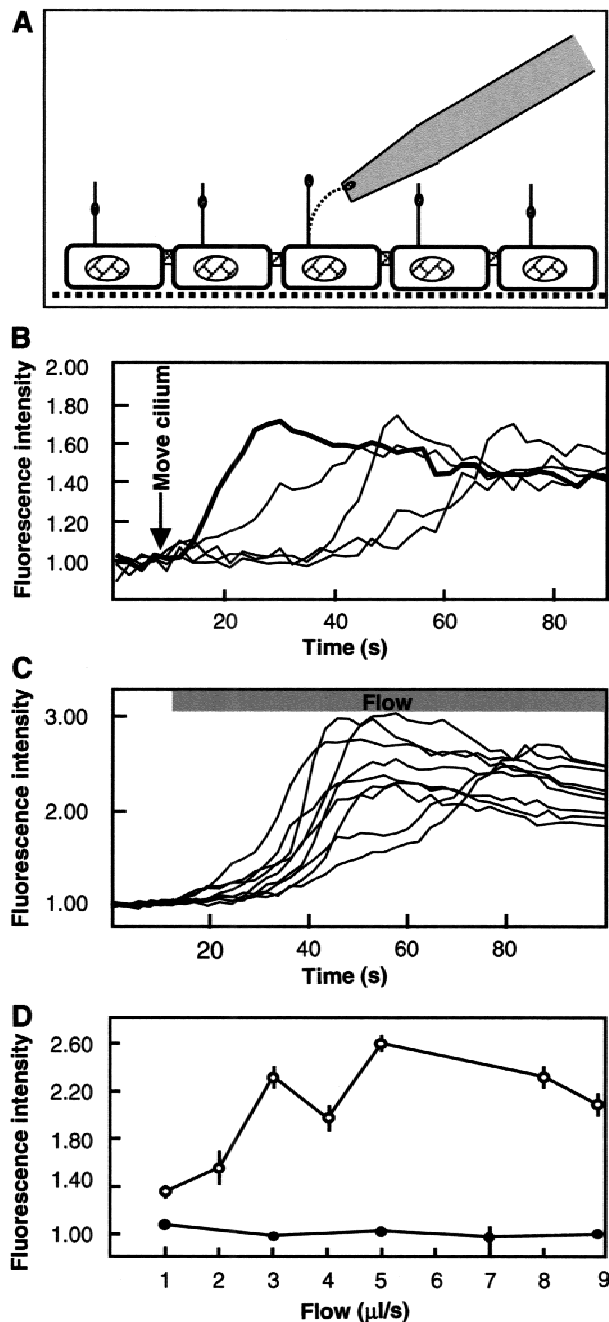 A
B
Fluorescence intensity
2.00
1.80
1.60
1.40
1.20
1.00
Move cilium
20
40
60
80
Time (s)
C
Fluorescence intensity
3.00
2.00
1.00
Flow
20
40
60
80
Time (s)
D
Fluorescence intensity
2.60
2.20
1.80
1.40
1.00
1 2 3 4 5 6 7 8 9
Flow (μl/s)